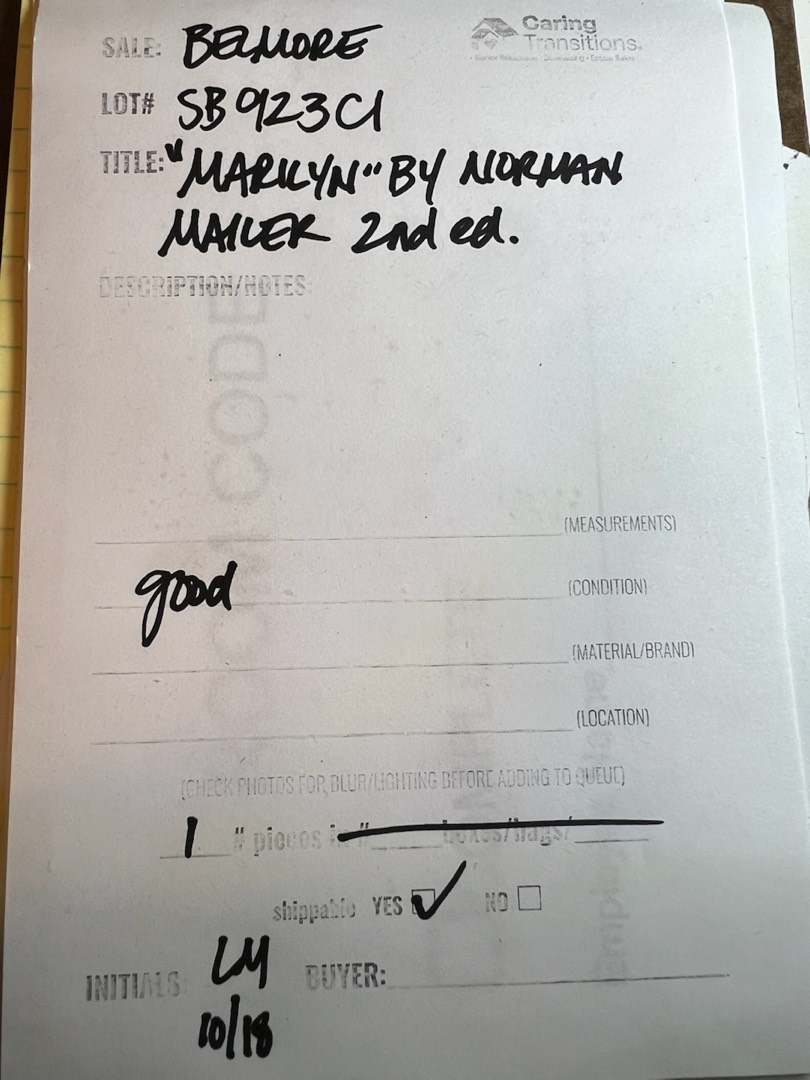 Caring
Transitions.
SALE: BELMORE
LOT# SB923C1
TITLE: "MARILYN" BY NORMAN
MAILER 2nd ed.
DESCRIPTION/NOTES:
(MEASUREMENTS)
good (CONDITION)
(MATERIAL/BRAND)
(LOCATION)
(CHECK PHOTOS FOR BLUR/LIGHTING BEFORE ADDING TO QUEUE)
1 # pieces in # boxes/bags/
shippable YES NO
INITIALS: LM BUYER:
10/18